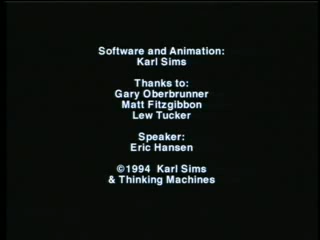 Software and Animation:
Karl Sims
Thanks to:
Gary Oberbrunner
Matt Fitzgibbon
Lew Tucker
Speaker:
Eric Hansen
©1994 Karl Sims
& Thinking Machines